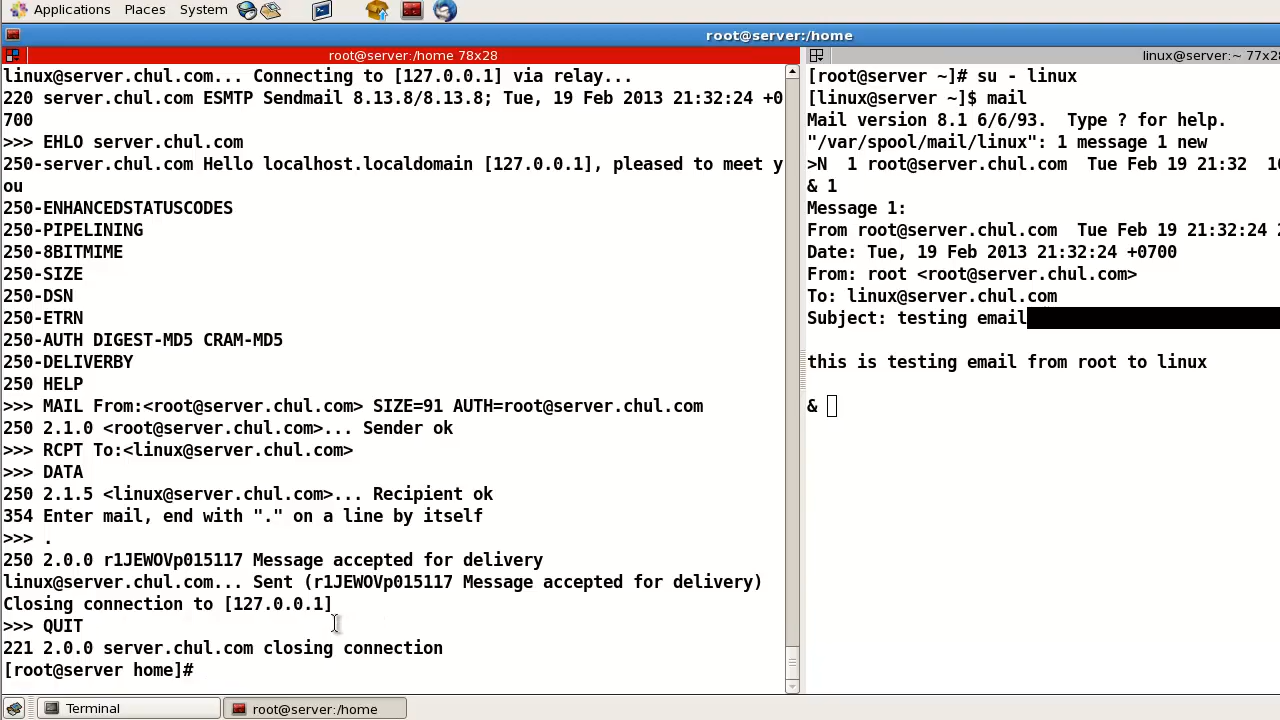 Applications Places System
root@server:/home
root@server:/home 78x28
linux@server.chul.com... Connecting to [127.0.0.1] via relay...
220 server.chul.com ESMTP Sendmail 8.13.8/8.13.8; Tue, 19 Feb 2013 21:32:24 +0
700
>>> EHLO server.chul.com
250-server.chul.com Hello localhost.localdomain [127.0.0.1], pleased to meet y
ou
250-ENHANCEDSTATUSCODES
250-PIPELINING
250-8BITMIME
250-SIZE
250-DSN
250-ETRN
250-AUTH DIGEST-MD5 CRAM-MD5
250-DELIVERBY
250 HELP
>>> MAIL From:<root@server.chul.com> SIZE=91 AUTH=root@server.chul.com
250 2.1.0 <root@server.chul.com>... Sender ok
>>> RCPT To:<linux@server.chul.com>
>>> DATA
250 2.1.5 <linux@server.chul.com>... Recipient ok
354 Enter mail, end with "." on a line by itself
>>> .
250 2.0.0 r1JEWOVp015117 Message accepted for delivery
linux@server.chul.com... Sent (r1JEWOVp015117 Message accepted for delivery)
Closing connection to [127.0.0.1]
>>> QUIT
221 2.0.0 server.chul.com closing connection
[root@server home]#
linux@server:~ 77x28
[root@server ~]# su - linux
[linux@server ~]$ mail
Mail version 8.1 6/6/93.  Type ? for help.
"/var/spool/mail/linux": 1 message 1 new
>N  1 root@server.chul.com  Tue Feb 19 21:32
& 1
Message 1:
From root@server.chul.com  Tue Feb 19 21:32:24
Date: Tue, 19 Feb 2013 21:32:24 +0700
From: root <root@server.chul.com>
To: linux@server.chul.com
Subject: testing email
this is testing email from root to linux
&
Terminal
root@server:/home